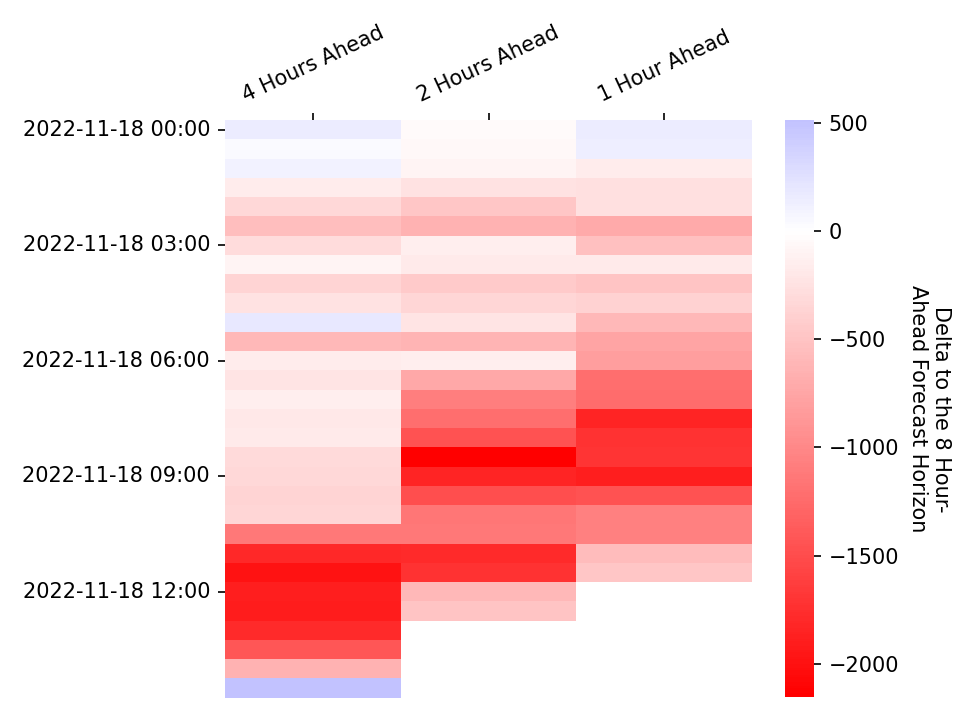 4 Hours Ahead
2 Hours Ahead
1 Hour Ahead
2022-11-18 00:00
2022-11-18 03:00
2022-11-18 06:00
2022-11-18 09:00
2022-11-18 12:00
500
0
−500
−1000
−1500
−2000
Delta to the 8 Hour-
Ahead Forecast Horizon